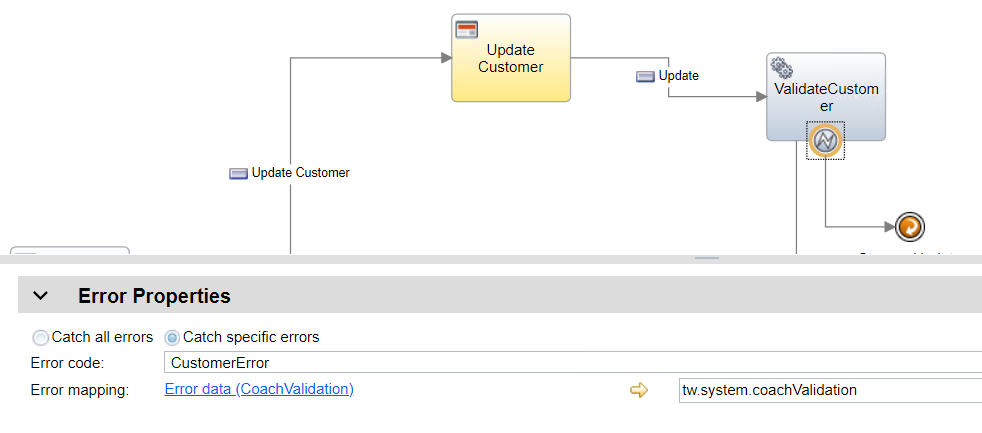 Update
Customer
Update
ValidateCustom
er
Update Customer
Error Properties
Catch all errors Catch specific errors
Error code: CustomerError
Error mapping: Error data (CoachValidation) tw.system.coachValidation